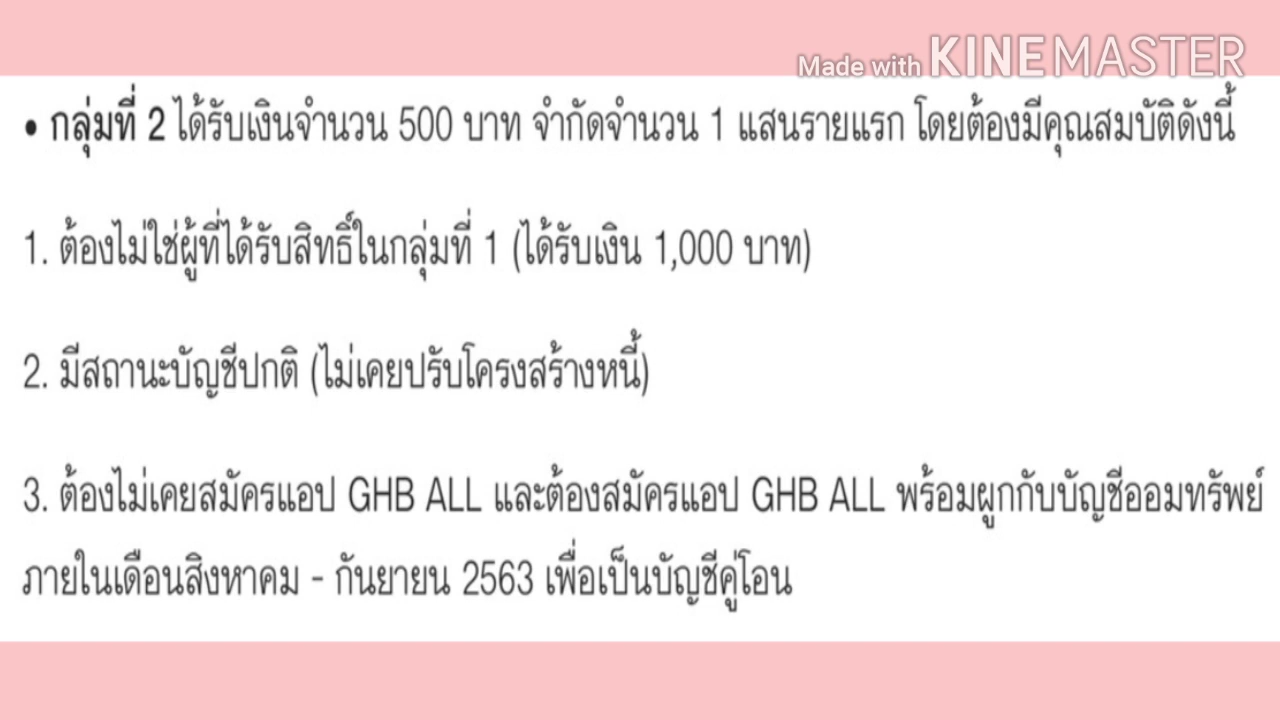 Made with KINEMASTER
• กลุ่มที่ 2 ได้รับเงินจำนวน 500 บาท จำกัดจำนวน 1 แสนรายแรก โดยต้องมีคุณสมบัติดังนี้
1. ต้องไม่ใช่ผู้ที่ได้รับสิทธิ์ในกลุ่มที่ 1 (ได้รับเงิน 1,000 บาท)
2. มีสถานะบัญชีปกติ (ไม่เคยปรับโครงสร้างหนี้)
3. ต้องไม่เคยสมัครแอป GHB ALL และต้องสมัครแอป GHB ALL พร้อมผูกกับบัญชีออมทรัพย์
ภายในเดือนสิงหาคม - กันยายน 2563 เพื่อเป็นบัญชีคู่โอน